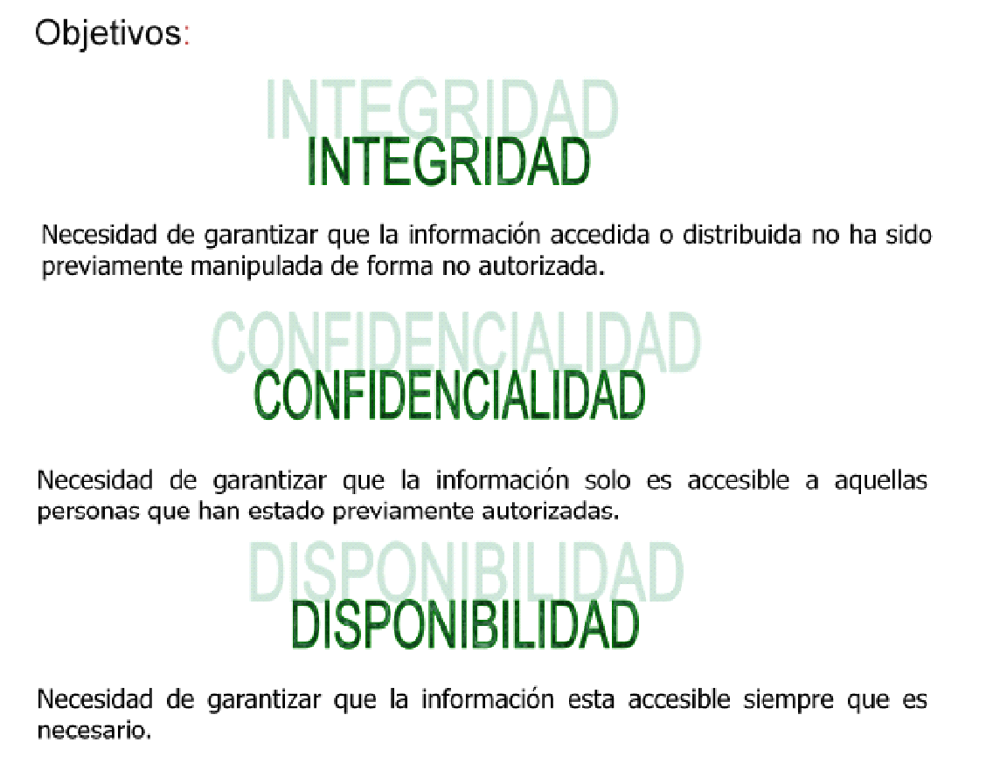 Objetivos:
INTEGRIDAD
INTEGRIDAD
Necesidad de garantizar que la información accedida o distribuida no ha sido
previamente manipulada de forma no autorizada.
CONFIDENCIALIDAD
CONFIDENCIALIDAD
Necesidad de garantizar que la información solo es accesible a aquellas
personas que han estado previamente autorizadas.
DISPONIBILIDAD
DISPONIBILIDAD
Necesidad de garantizar que la información esta accesible siempre que es
necesario.